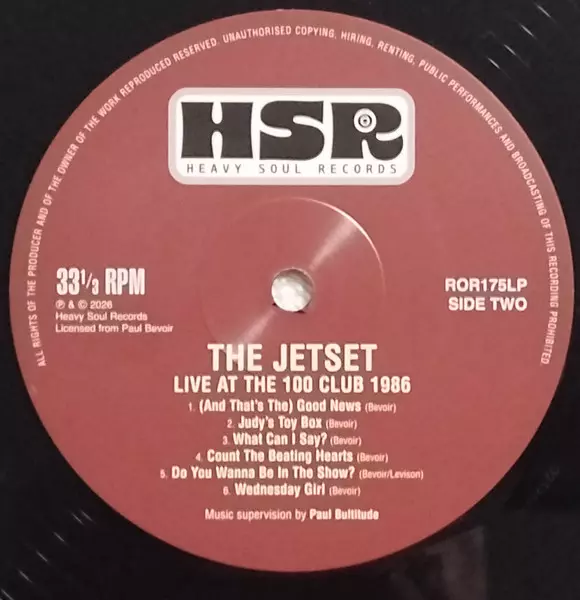 ALL RIGHTS OF THE PRODUCER AND OF THE OWNER OF THE WORK REPRODUCED RESERVED. UNAUTHORISED COPYING, HIRING, RENTING, PUBLIC PERFORMANCES AND BROADCASTING OF THIS RECORDING PROHIBITED.
HSR
HEAVY SOUL RECORDS
33 1/3 RPM
℗ & © 2026
Heavy Soul Records
Licensed from Paul Bevoir
ROR175LP
SIDE TWO
THE JETSET
LIVE AT THE 100 CLUB 1986
1. (And That's The) Good News (Bevoir)
2. Judy's Toy Box (Bevoir)
3. What Can I Say? (Bevoir)
4. Count The Beating Hearts (Bevoir)
5. Do You Wanna Be In The Show? (Bevoir/Levison)
6. Wednesday Girl (Bevoir)
Music supervision by Paul Bultitude